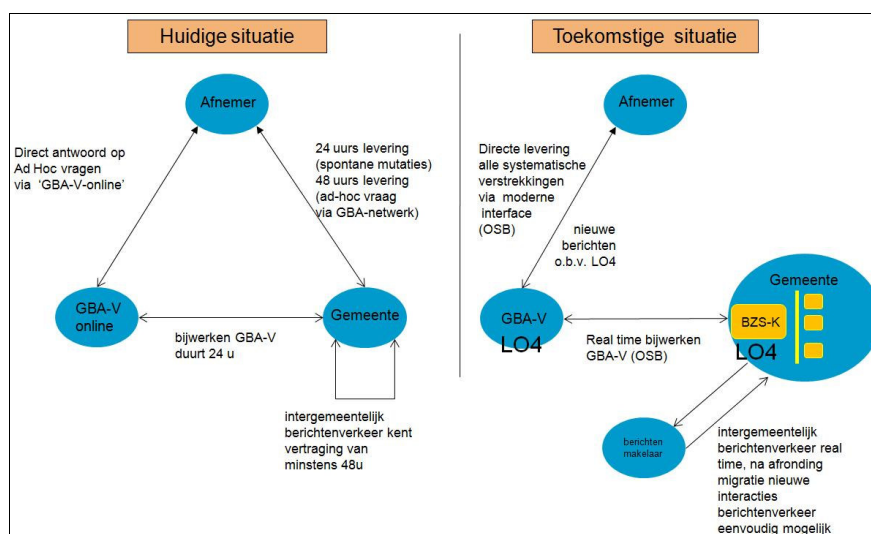 Huidige situatie
Afnemer
Direct antwoord op
Ad Hoc vragen
via ‘GBA-V-online’
24 uurs levering
(spontane mutaties)
48 uurs levering
(ad-hoc vraag
via GBA-netwerk)
GBA-V
online
Gemeente
bijwerken GBA-V
duurt 24 u
intergemeentelijk
berichtenverkeer kent
vertraging van
minstens 48u
Toekomstige situatie
Afnemer
Directe levering
alle systematische
verstrekkingen
via moderne
interface
(OSB)
nieuwe
berichten
o.b.v. LO4
GBA-V
LO4
Gemeente
BZS-K
LO4
Real time bijwerken
GBA-V (OSB)
berichten
makelaar
intergemeentelijk
berichtenverkeer real
time, na afronding
migratie nieuwe
interacties
berichtenverkeer
eenvoudig mogelijk